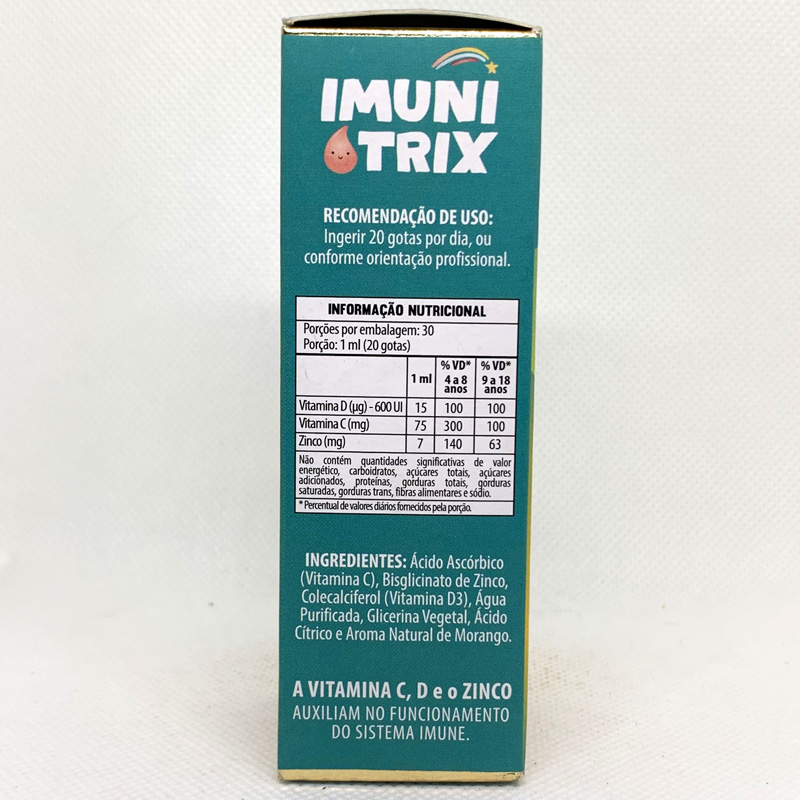 IMUNI
TRIX
RECOMENDAÇÃO DE USO:
Ingerir 20 gotas por dia, ou
conforme orientação profissional.
INFORMAÇÃO NUTRICIONAL
Porções por embalagem: 30
Porção: 1 ml (20 gotas)
1 ml % VD* 4 a 8 anos % VD* 9 a 18 anos
Vitamina D (µg) - 600 UI 15 100 100
Vitamina C (mg) 75 300 100
Zinco (mg) 7 140 63
Não contém quantidades significativas de valor
energético, carboidratos, açúcares totais, açúcares
adicionados, proteínas, gorduras totais, gorduras
saturadas, gorduras trans, fibras alimentares e sódio.
* Percentual de valores diários fornecidos pela porção.
INGREDIENTES: Ácido Ascórbico
(Vitamina C), Bisglicinato de Zinco,
Colecalciferol (Vitamina D3), Água
Purificada, Glicerina Vegetal, Ácido
Cítrico e Aroma Natural de Morango.
A VITAMINA C, D e o ZINCO
AUXILIAM NO FUNCIONAMENTO
DO SISTEMA IMUNE.